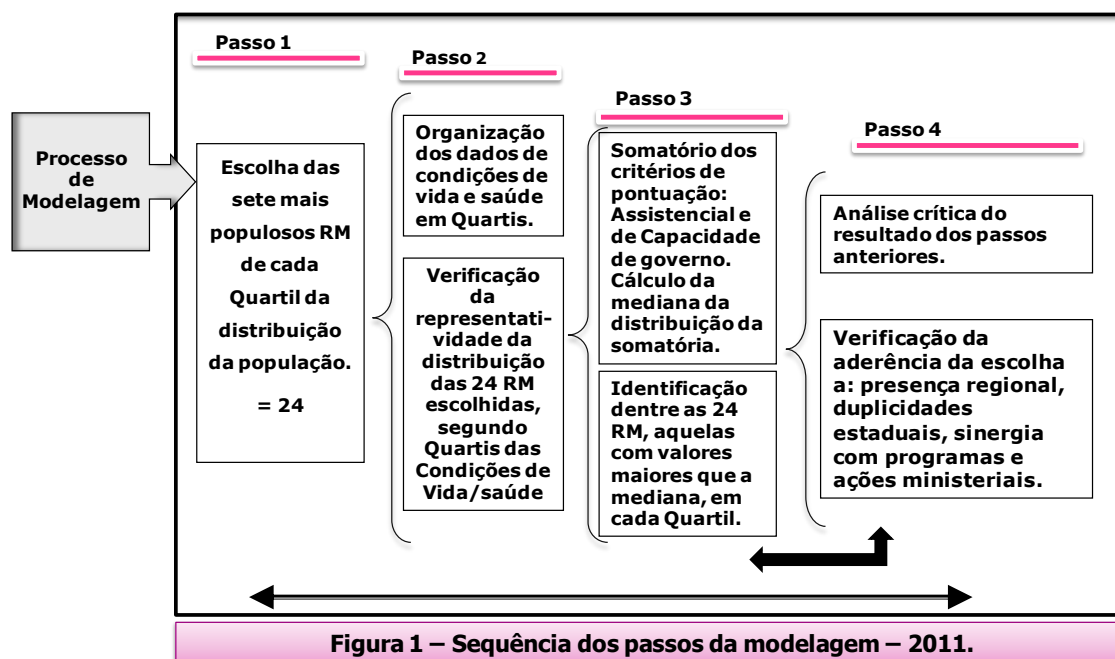 Passo 1
Passo 2
Passo 3
Passo 4
Processo
de
Modelagem
Escolha das
sete mais
populosos RM
de cada
Quartil da
distribuição
da população.
= 24
Organização
dos dados de
condições de
vida e saúde
em Quartis.
Verificação
da
representati-
vidade da
distribuição
das 24 RM
escolhidas,
segundo
Quartis das
Condições de
Vida/saúde
Somatório dos
critérios de
pontuação:
Assistencial e
de Capacidade
de governo.
Cálculo da
mediana da
distribuição da
somatória.
Identificação
dentre as 24
RM, aquelas
com valores
maiores que a
mediana, em
cada Quartil.
Análise crítica do
resultado dos passos
anteriores.
Verificação da
aderência da escolha
a: presença regional,
duplicidades
estaduais, sinergia
com programas e
ações ministeriais.
Figura 1 – Sequência dos passos da modelagem – 2011.